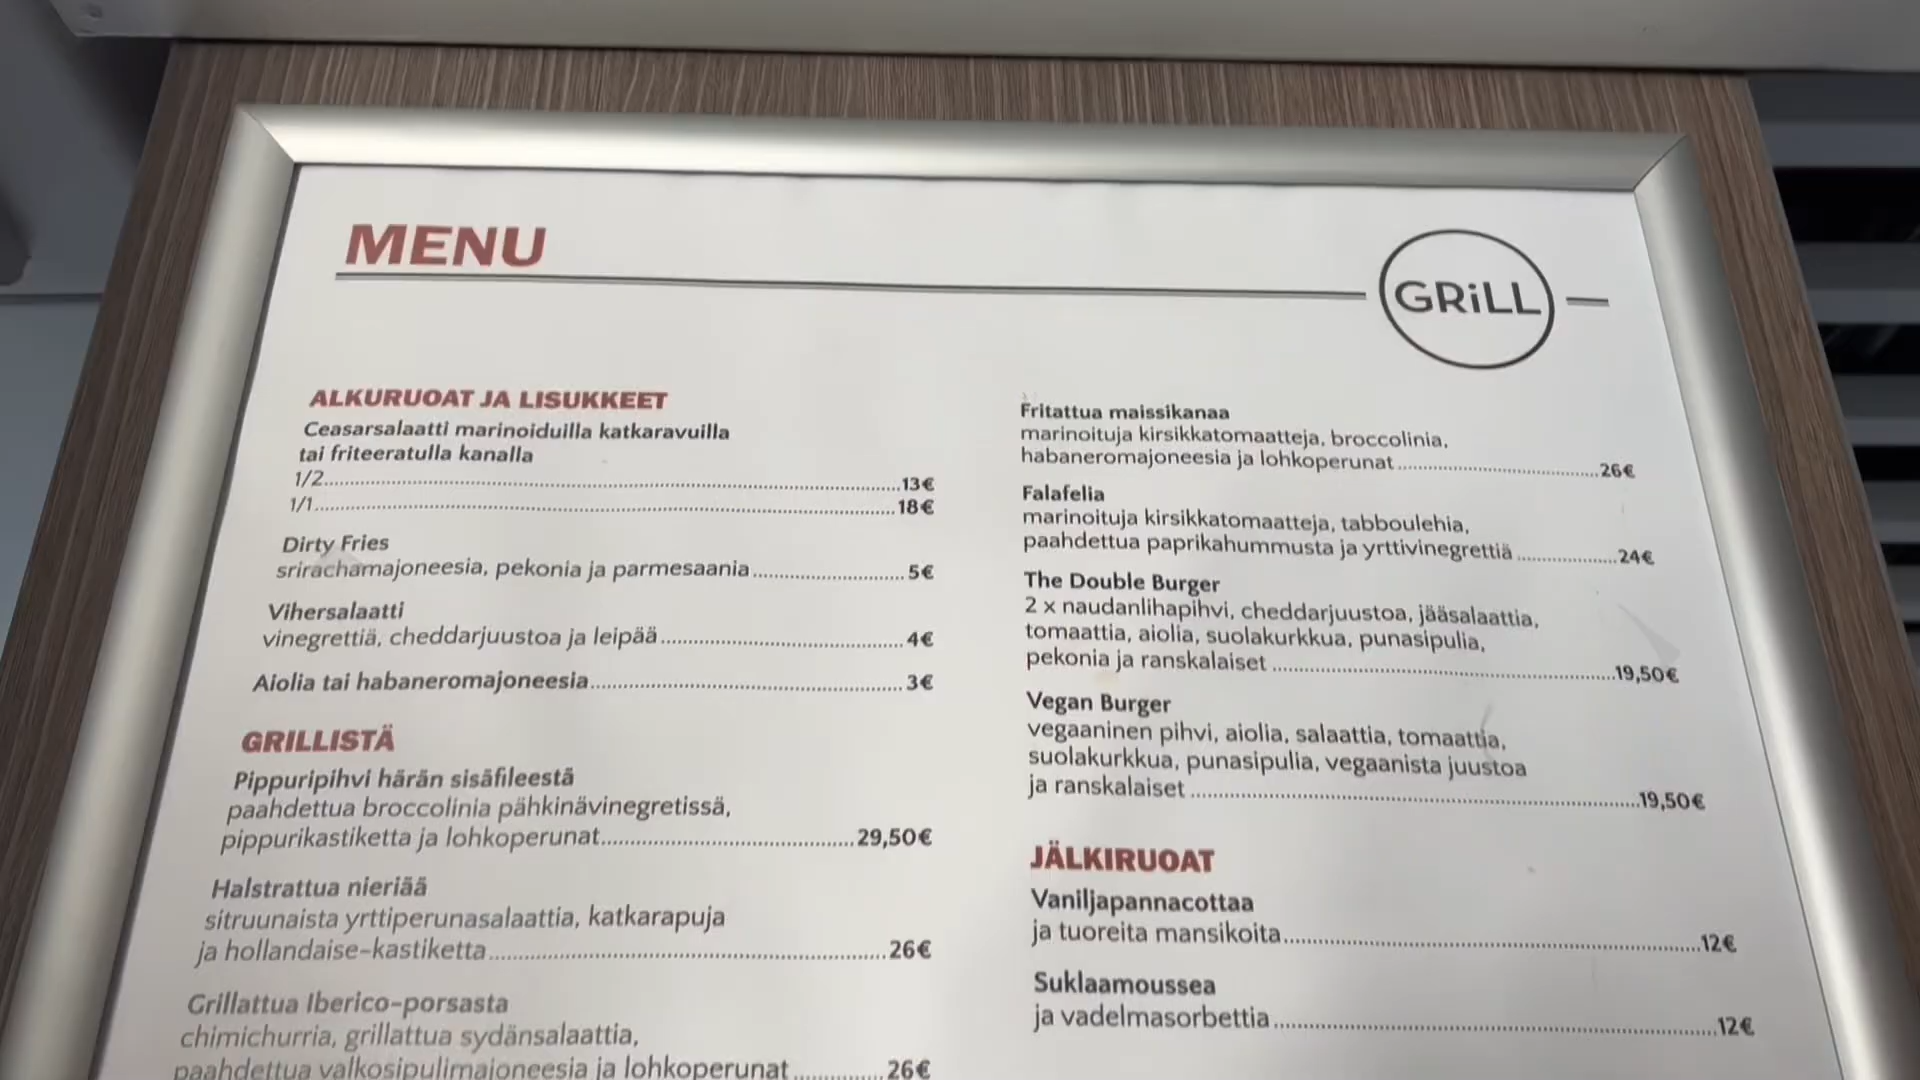 MENU
GRiLL
ALKURUOAT JA LISUKKEET
Ceasarsalaatti marinoiduilla katkaravuilla
tai friteeratulla kanalla
1/2..........13€
1/1..........18€
Dirty Fries
srirachamajoneesia, pekonia ja parmesaania..........5€
Vihersalaatti
vinegrettiä, cheddarjuustoa ja leipää..........4€
Aiolia tai habaneromajoneesia..........3€
GRILLISTÄ
Pippuripihvi härän sisäfileestä
paahdettua broccolinia pähkinävinegretissä,
pippurikastiketta ja lohkoperunat..........29,50€
Halstrattua nieriää
sitruunaista yrttiperunasalaattia, katkarapuja
ja hollandaise-kastiketta..........26€
Grillattua Iberico-porsasta
chimichurria, grillattua sydänsalaattia,
paahdettua valkosipulimajoneesia ja lohkoperunat..........26€
Fritattua maissikanaa
marinoituja kirsikkatomaatteja, broccolinia,
habaneromajoneesia ja lohkoperunat..........26€
Falafelia
marinoituja kirsikkatomaatteja, tabboulehia,
paahdettua paprikahummusta ja yrttivinegrettiä..........24€
The Double Burger
2 x naudanlihapihvi, cheddarjuustoa, jääsalaattia,
tomaattia, aiolia, suolakurkkua, punasipulia,
pekonia ja ranskalaiset..........19,50€
Vegan Burger
vegaaninen pihvi, aiolia, salaattia, tomaattia,
suolakurkkua, punasipulia, vegaanista juustoa
ja ranskalaiset..........19,50€
JÄLKIRUOAT
Vaniljapannacottaa
ja tuoreita mansikoita..........12€
Suklaamoussea
ja vadelmasorbettia..........12€